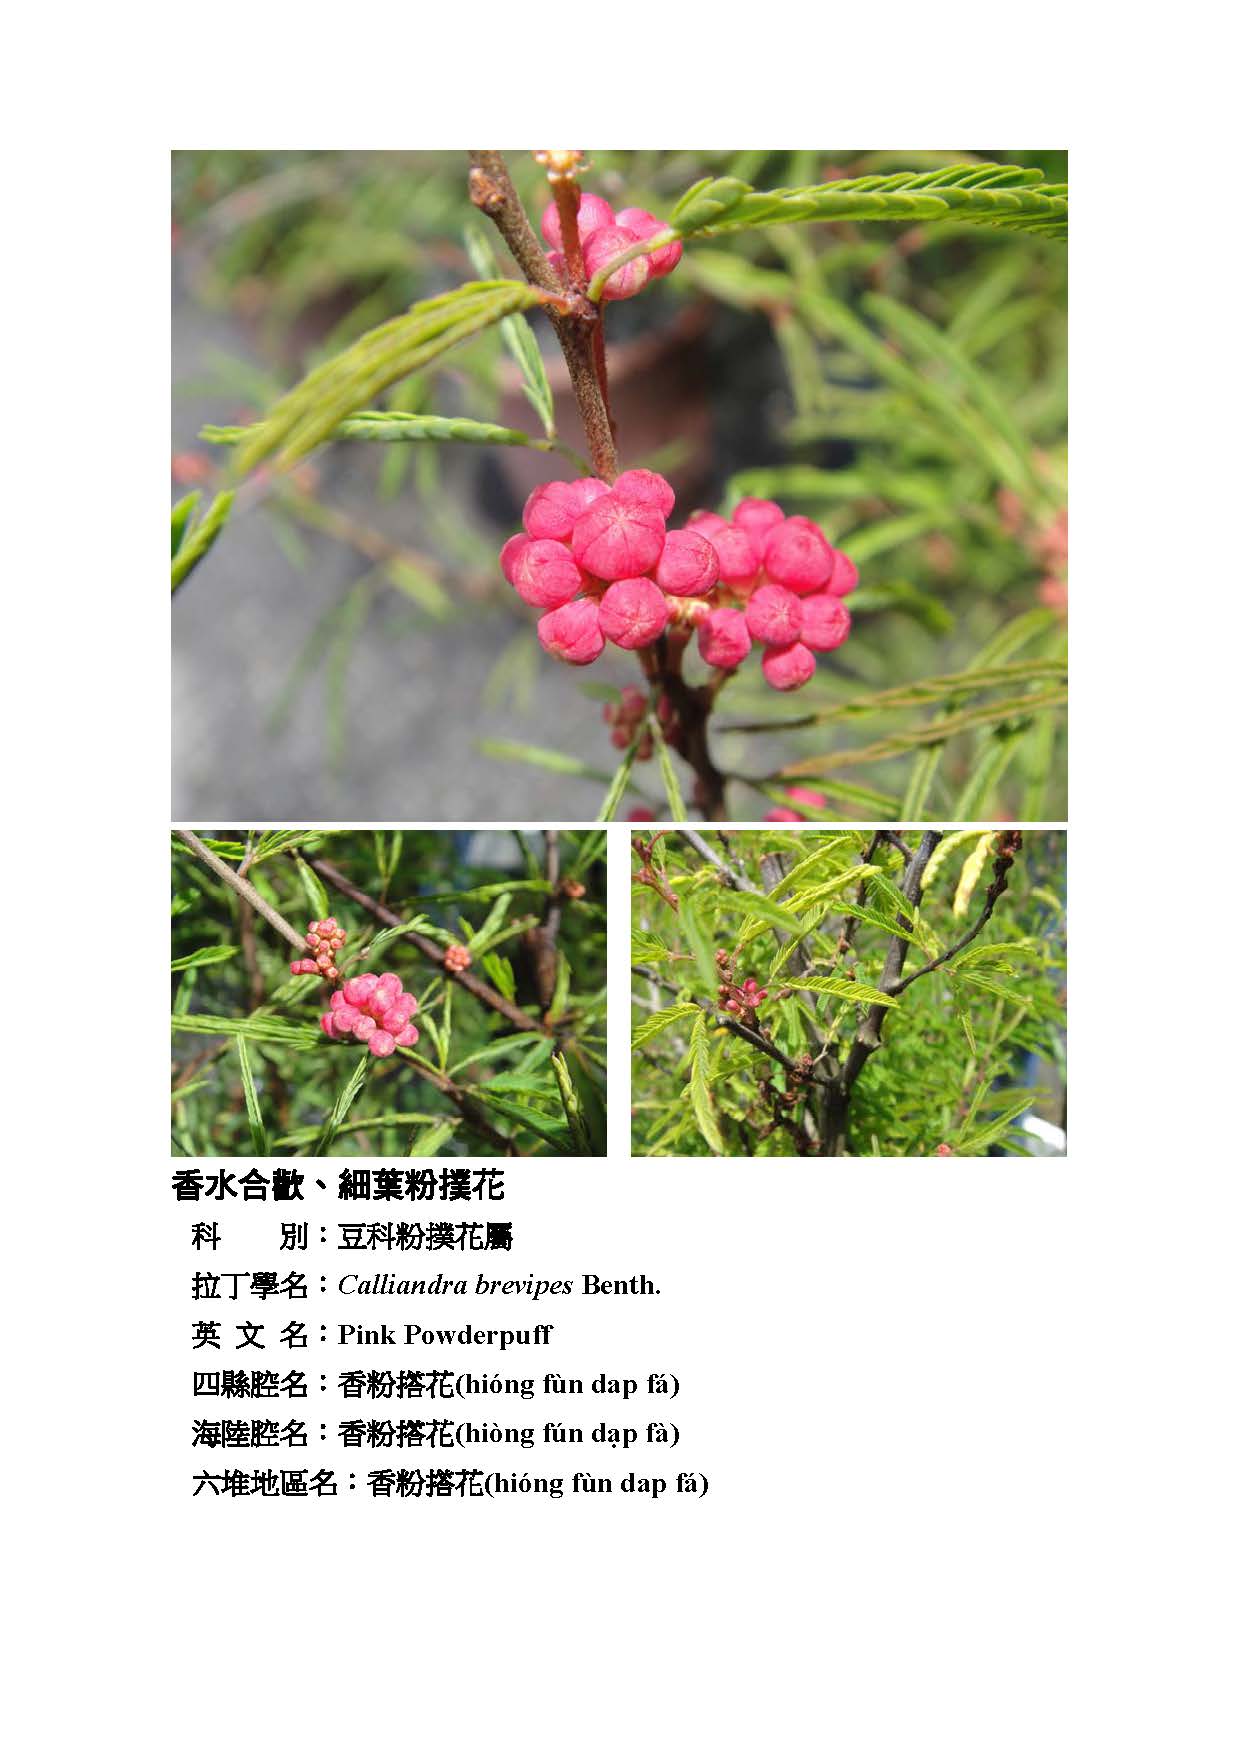 香水合歡、細葉粉撲花
科　　別：豆科粉撲花屬
拉丁學名：Calliandra brevipes Benth.
英 文 名：Pink Powderpuff
四縣腔名：香粉撘花(hióng fùn dap fá)
海陸腔名：香粉撘花(hiòng fún dạp fà)
六堆地區名：香粉撘花(hióng fùn dap fá)